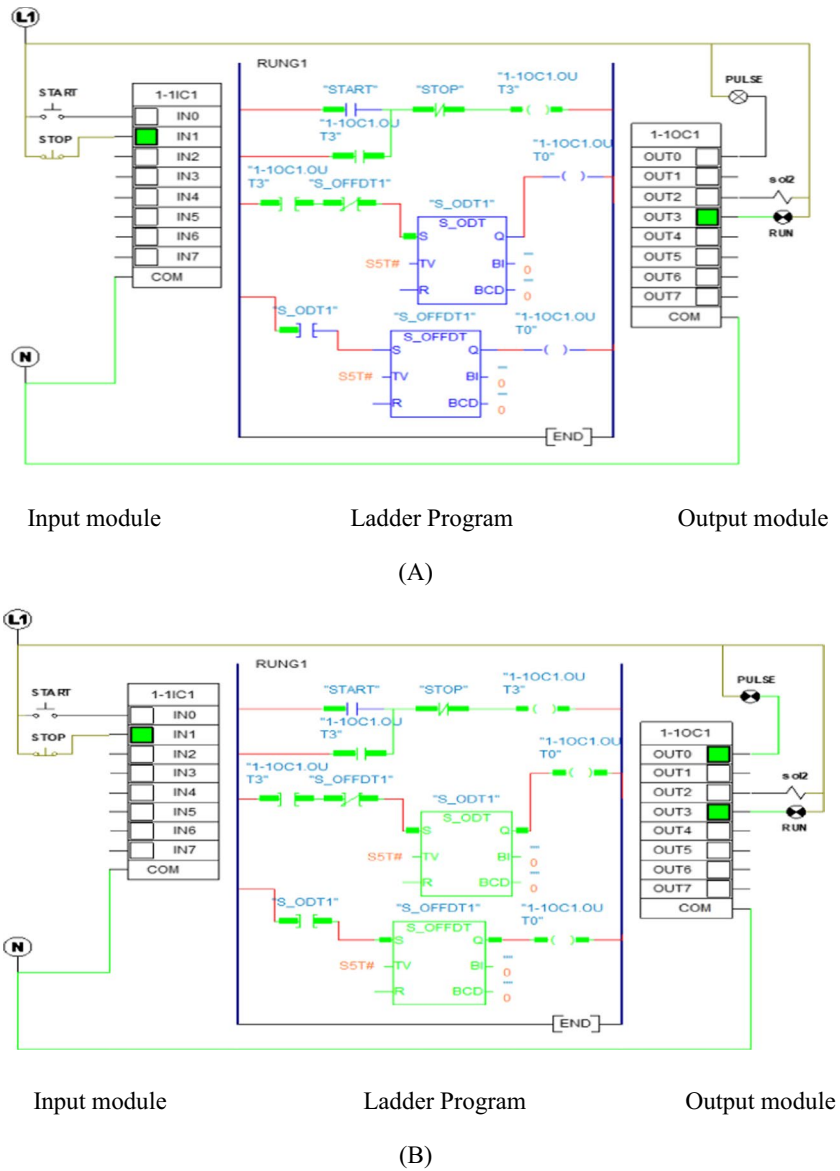 L1
START
STOP
1-1IC1
IN0
IN1
IN2
IN3
IN4
IN5
IN6
IN7
COM
N
RUNG1
"START"
"STOP"
"1-1OC1.OU
T3"
"1-1OC1.OU
T3"
"1-1OC1.OU
T0"
"1-1OC1.OU
T3"
"S_OFFDT1"
"S_ODT1"
S_ODT
S
Q
S5T#
TV
BI
0
R
BCD
0
"S_ODT1"
"S_OFFDT1"
"1-1OC1.OU
T0"
S_OFFDT
S
Q
S5T#
TV
BI
0
R
BCD
0
END
PULSE
1-1OC1
OUT0
OUT1
OUT2
OUT3
OUT4
OUT5
OUT6
OUT7
COM
sol2
RUN
Input module
Ladder Program
Output module
(A)
L1
START
STOP
1-1IC1
IN0
IN1
IN2
IN3
IN4
IN5
IN6
IN7
COM
N
RUNG1
"START"
"STOP"
"1-1OC1.OU
T3"
"1-1OC1.OU
T3"
"1-1OC1.OU
T0"
"1-1OC1.OU
T3"
"S_OFFDT1"
"S_ODT1"
S_ODT
S
Q
S5T#
TV
BI
0
R
BCD
0
"S_ODT1"
"S_OFFDT1"
"1-1OC1.OU
T0"
S_OFFDT
S
Q
S5T#
TV
BI
0
R
BCD
0
END
PULSE
1-1OC1
OUT0
OUT1
OUT2
OUT3
OUT4
OUT5
OUT6
OUT7
COM
sol2
RUN
Input module
Ladder Program
Output module
(B)